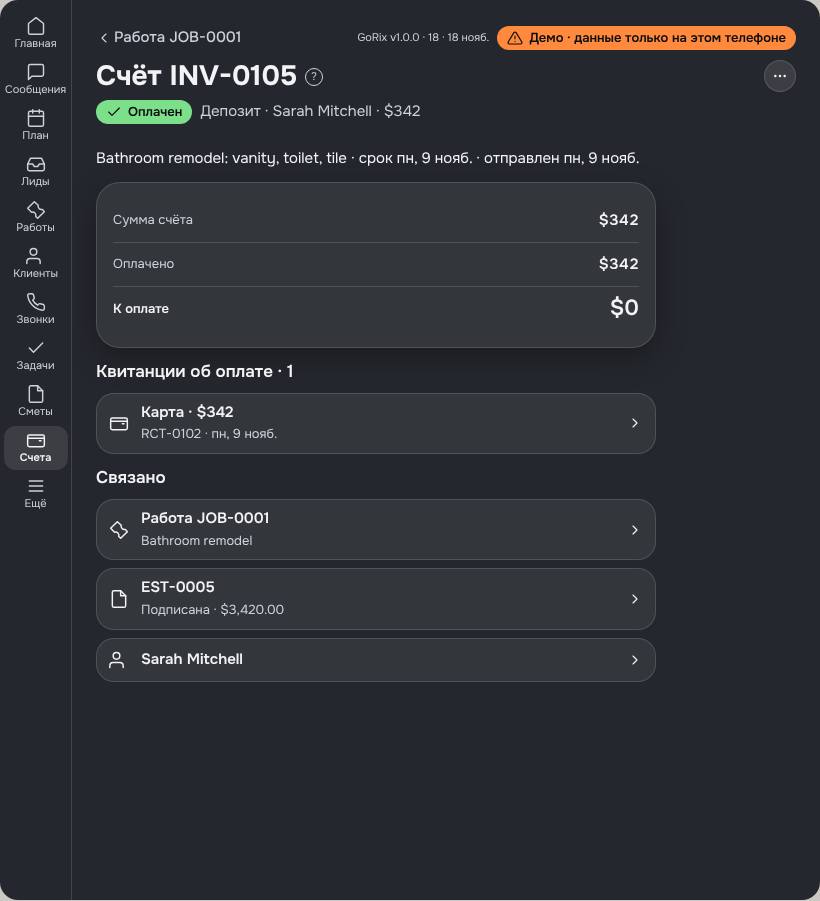 Главная
Сообщения
План
Лиды
Работы
Клиенты
Звонки
Задачи
Сметы
Счета
Ещё
Работа JOB-0001
GoRix v1.0.0 · 18 · 18 нояб.
Демо · данные только на этом телефоне
Счёт INV-0105 ?
Оплачен Депозит · Sarah Mitchell · $342
Bathroom remodel: vanity, toilet, tile · срок пн, 9 нояб. · отправлен пн, 9 нояб.
Сумма счёта $342
Оплачено $342
К оплате $0
Квитанции об оплате · 1
Карта · $342
RCT-0102 · пн, 9 нояб.
Связано
Работа JOB-0001
Bathroom remodel
EST-0005
Подписана · $3,420.00
Sarah Mitchell